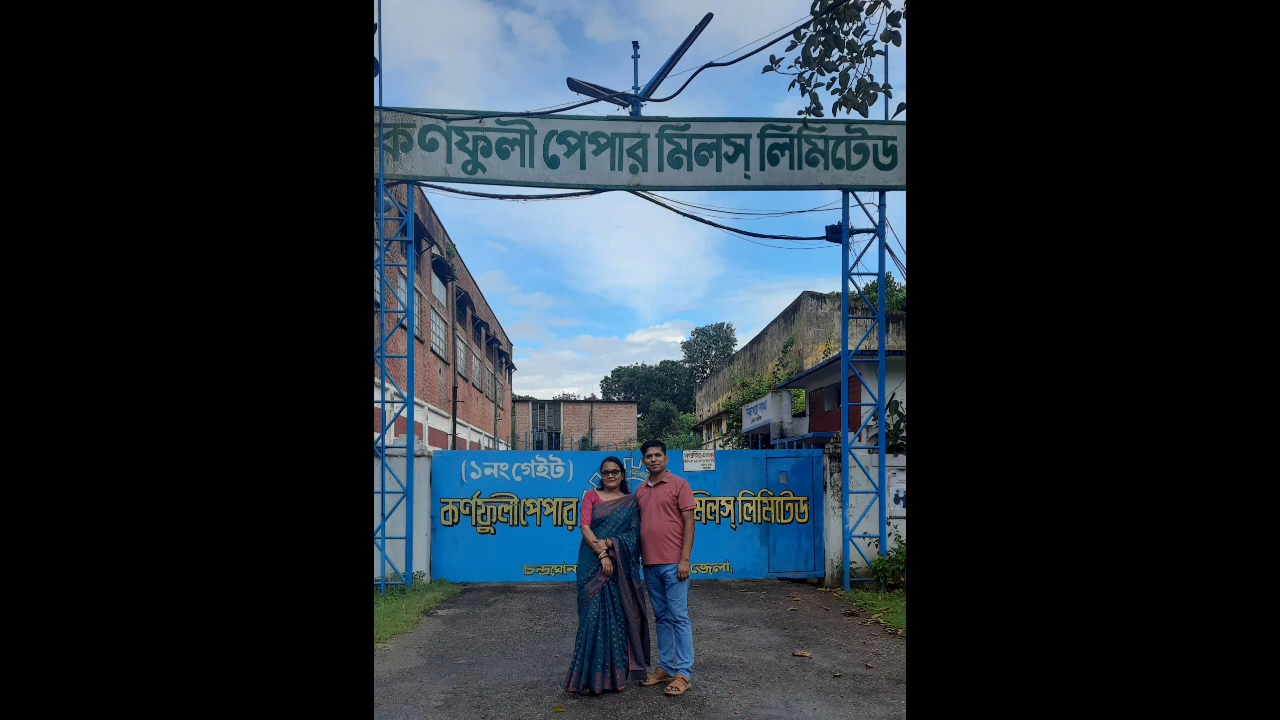 কর্ণফুলী পেপার মিলস্ লিমিটেড
(১নং গেইট)
কর্ণফুলী পেপার মিলস্ লিমিটেড
জেলা,